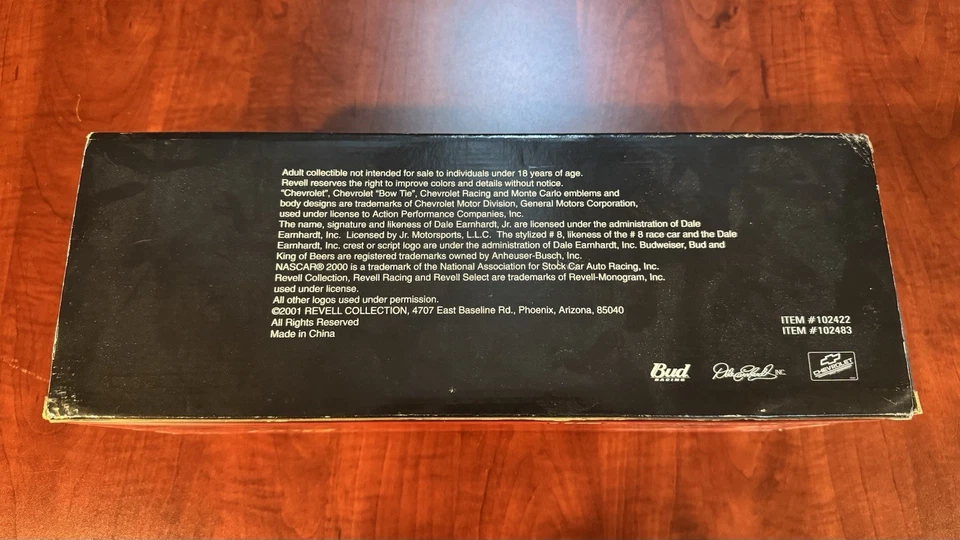 Adult collectible not intended for sale to individuals under 18 years of age.
Revell reserves the right to improve colors and details without notice.
"Chevrolet", Chevrolet "Bow Tie", Chevrolet Racing and Monte Carlo emblems and
body designs are trademarks of Chevrolet Motor Division, General Motors Corporation,
used under license to Action Performance Companies, Inc.
The name, signature and likeness of Dale Earnhardt, Jr. are licensed under the administration of Dale
Earnhardt, Inc. Licensed by Jr. Motorsports, L.L.C. The stylized # 8, likeness of the # 8 race car and the Dale
Earnhardt, Inc. crest or script logo are under the administration of Dale Earnhardt, Inc. Budweiser, Bud and
King of Beers are registered trademarks owned by Anheuser-Busch, Inc.
NASCAR® 2000 is a trademark of the National Association for Stock Car Auto Racing, Inc.
Revell Collection, Revell Racing and Revell Select are trademarks of Revell-Monogram, Inc.
used under license.
All other logos used under permission.
©2001 REVELL COLLECTION, 4707 East Baseline Rd., Phoenix, Arizona, 85040
All Rights Reserved
Made in China
ITEM #102422
ITEM #102483
Bud
RACING
Dale Earnhardt INC.
CHEVROLET